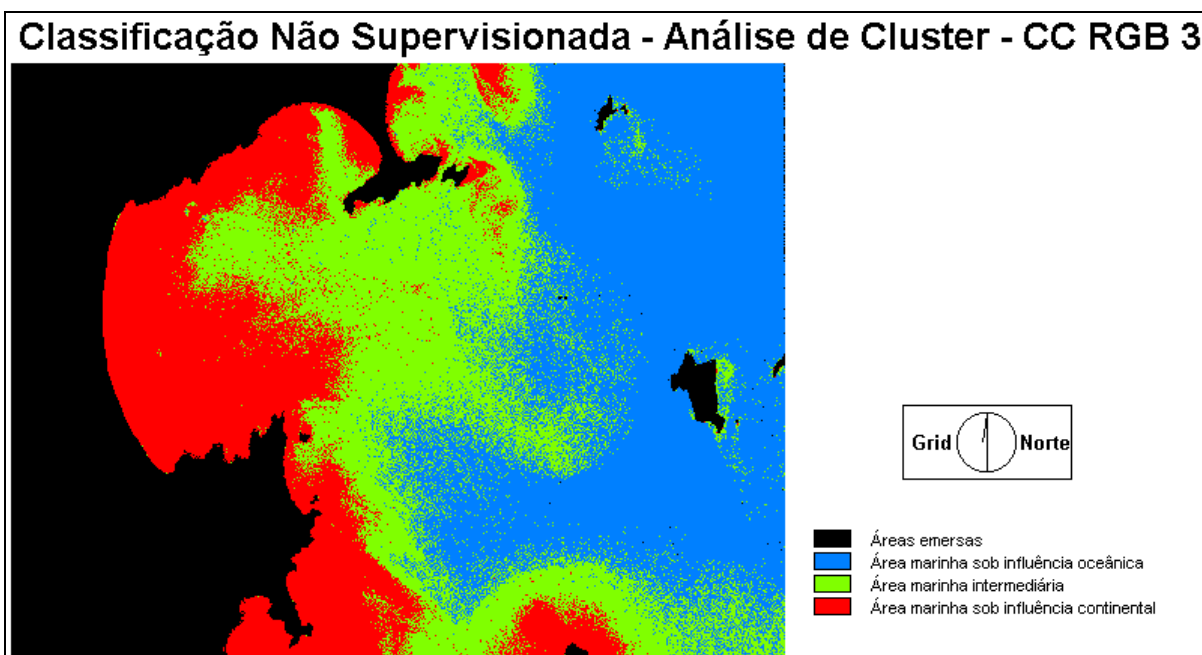 Classificação Não Supervisionada - Análise de Cluster - CC RGB 3
Grid Norte
Áreas emersas
Área marinha sob influência oceânica
Área marinha intermediária
Área marinha sob influência continental